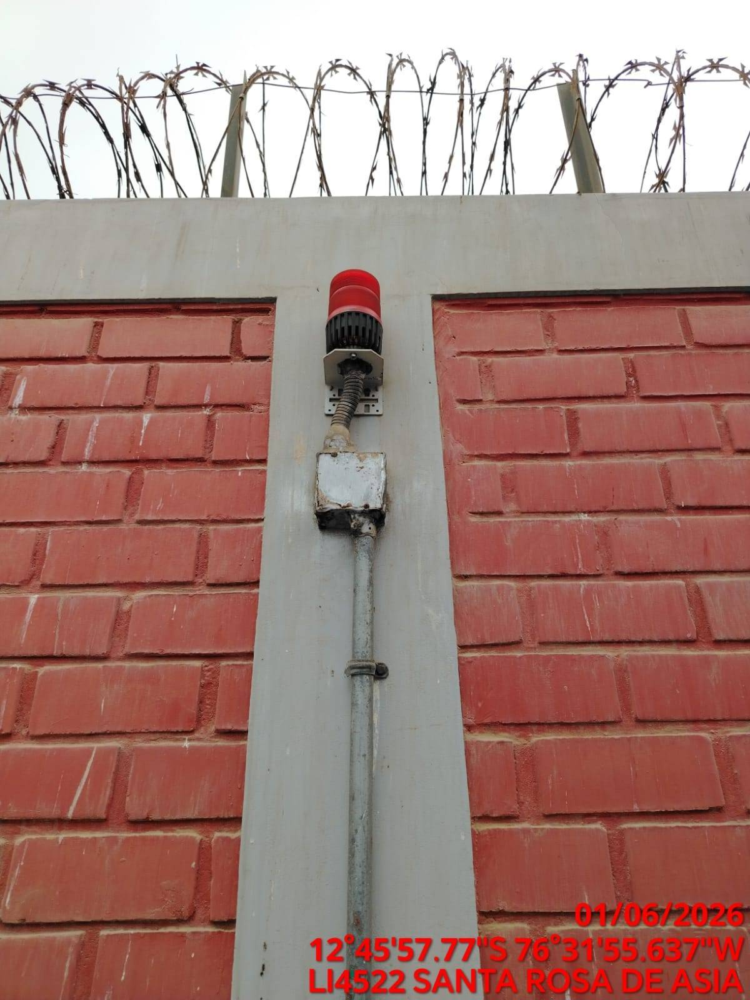 01/06/2026
12°45'57.77"S 76°31'55.637"W
LI4522 SANTA ROSA DE ASIA